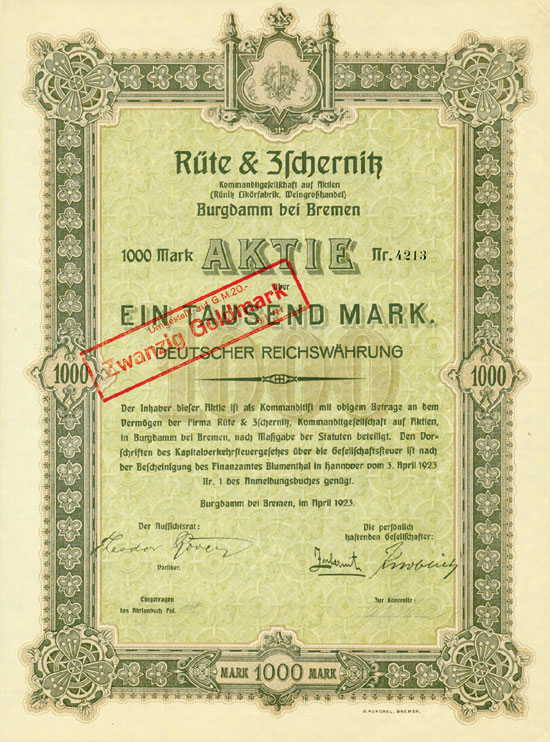 Rüte & Zschernitz
Kommanditgesellschaft auf Aktien
(Rünitz Likörfabrik, Weingroßhandel)
Burgdamm bei Bremen
1000 Mark AKTIE Nr. 4213
über
EIN TAUSEND MARK.
Umgestellt auf G.M. 20.-
Zwanzig Goldmark
DEUTSCHER REICHSWÄHRUNG
1000
1000
1000
Der Inhaber dieser Aktie ist als Kommanditist mit obigem Betrage an dem
Vermögen der Firma Rüte & Zschernitz, Kommanditgesellschaft auf Aktien,
in Burgdamm bei Bremen, nach Maßgabe der Statuten beteiligt. Den Vor-
schriften des Kapitalverkehrsteuergesetzes über die Gesellschaftssteuer ist nach
der Bescheinigung des Finanzamtes Blumenthal in Hannover vom 3. April 1923
Nr. 1 des Anmeldungsbuches genügt.
Burgdamm bei Bremen, im April 1923.
Der Aufsichtsrat:
Die persönlich
haftenden Gesellschafter:
Theodor
Vorsitzer.
Eingetragen
ins Aktienbuch Fol.
Zur Kontrolle:
MARK 1000 MARK
G. HUNCKEL, BREMEN.